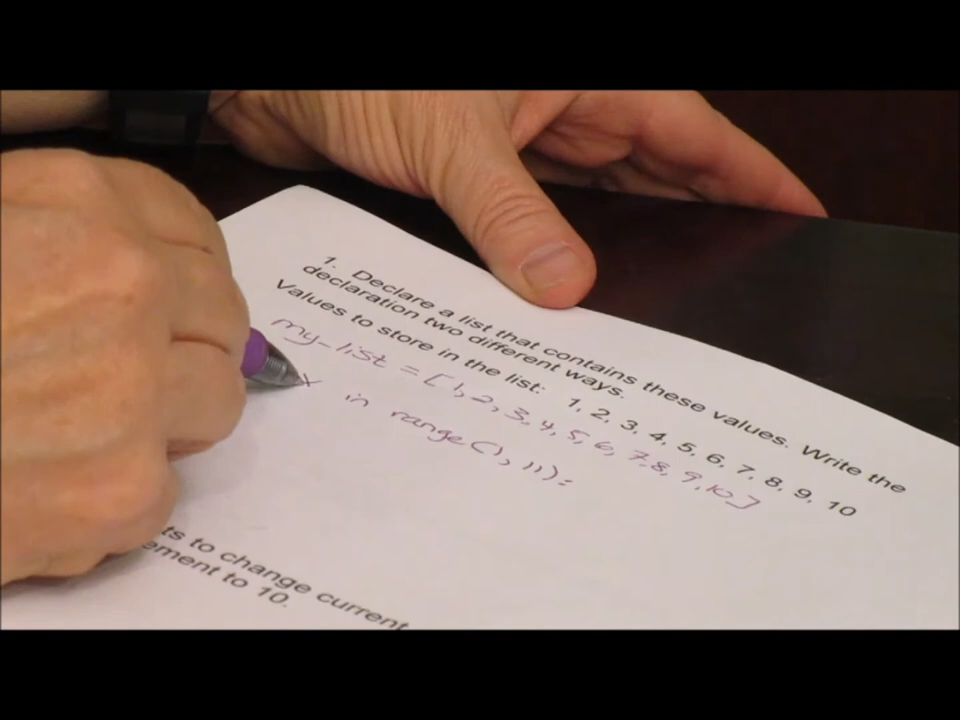 1. Declare a list that contains these values. Write the
declaration two different ways.
Values to store in the list: 1, 2, 3, 4, 5, 6, 7, 8, 9, 10
my_list = [1, 2, 3, 4, 5, 6, 7, 8, 9, 10]
x in range(1, 11):
ts to change current
ement to 10.